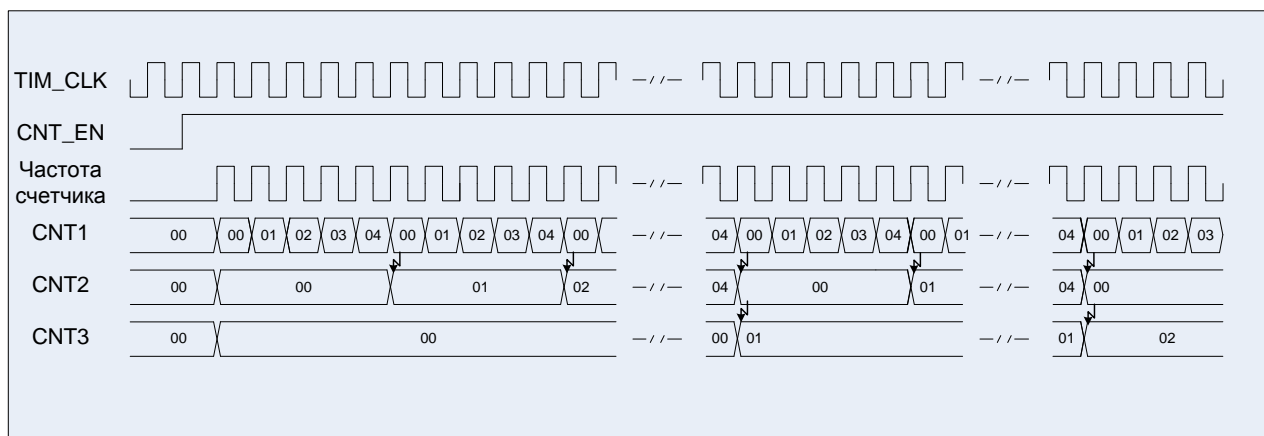 TIM_CLK
CNT_EN
Частота
счетчика
CNT1 00 00 01 02 03 04 00 01 02 03 04 00 04 00 01 02 03 04 00 01 04 00 01 02 03
CNT2 00 00 01 02 04 00 01 04 00
CNT3 00 00 00 01 01 02